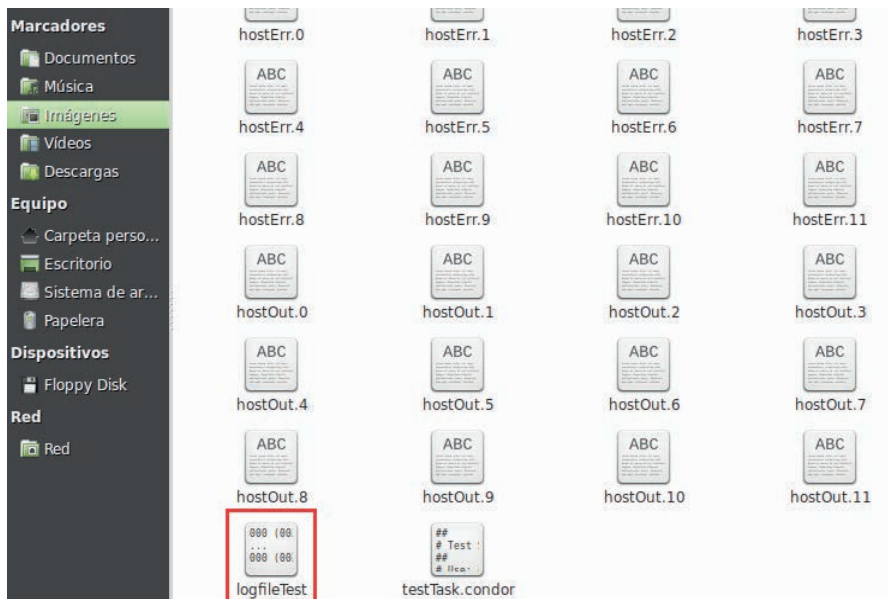 Marcadores
Documentos
Música
Imágenes
Vídeos
Descargas
Equipo
Carpeta perso...
Escritorio
Sistema de ar...
Papelera
Dispositivos
Floppy Disk
Red
Red
hostErr.0 hostErr.1 hostErr.2 hostErr.3
ABC ABC ABC ABC
hostErr.4 hostErr.5 hostErr.6 hostErr.7
ABC ABC ABC ABC
hostErr.8 hostErr.9 hostErr.10 hostErr.11
ABC ABC ABC ABC
hostOut.0 hostOut.1 hostOut.2 hostOut.3
ABC ABC ABC ABC
hostOut.4 hostOut.5 hostOut.6 hostOut.7
ABC ABC ABC ABC
hostOut.8 hostOut.9 hostOut.10 hostOut.11
000 (00
...
000 (00
logfileTest
##
# Test
##
testTask.condor